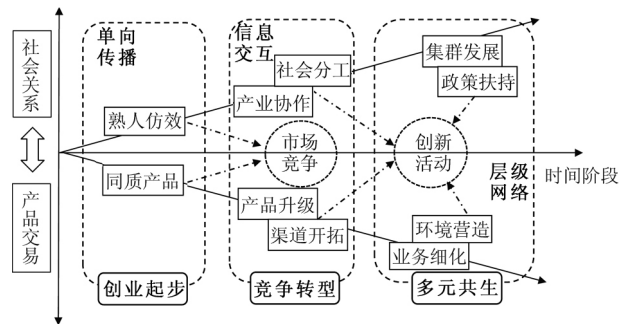 社会关系
产品交易
单向
传播
熟人仿效
同质产品
创业起步
信息
交互
社会分工
产业协作
市场
竞争
产品升级
渠道开拓
竞争转型
集群发展
政策扶持
创新
活动
层级
网络
环境营造
业务细化
多元共生
时间阶段